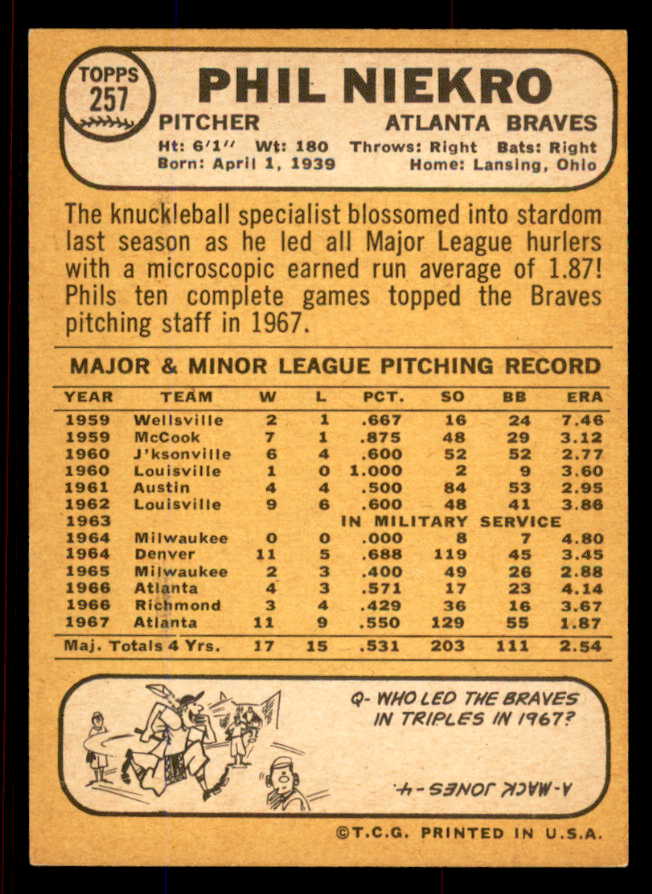 TOPPS
257
PHIL NIEKRO
PITCHER ATLANTA BRAVES
Ht: 6'1" Wt: 180 Throws: Right Bats: Right
Born: April 1, 1939 Home: Lansing, Ohio
The knuckleball specialist blossomed into stardom
last season as he led all Major League hurlers
with a microscopic earned run average of 1.87!
Phils ten complete games topped the Braves
pitching staff in 1967.
MAJOR & MINOR LEAGUE PITCHING RECORD
YEAR TEAM W L PCT. SO BB ERA
1959 Wellsville 2 1 .667 16 24 7.46
1959 McCook 7 1 .875 48 29 3.12
1960 J'ksonville 6 4 .600 52 52 2.77
1960 Louisville 1 0 1.000 2 9 3.60
1961 Austin 4 4 .500 84 53 2.95
1962 Louisville 9 6 .600 48 41 3.86
1963 IN MILITARY SERVICE
1964 Milwaukee 0 0 .000 8 7 4.80
1964 Denver 11 5 .688 119 45 3.45
1965 Milwaukee 2 3 .400 49 26 2.88
1966 Atlanta 4 3 .571 17 23 4.14
1966 Richmond 3 4 .429 36 16 3.67
1967 Atlanta 11 9 .550 129 55 1.87
Maj. Totals 4 Yrs. 17 15 .531 203 111 2.54
Q- WHO LED THE BRAVES
IN TRIPLES IN 1967?
A- MACK JONES - 4.
©T.C.G. PRINTED IN U.S.A.